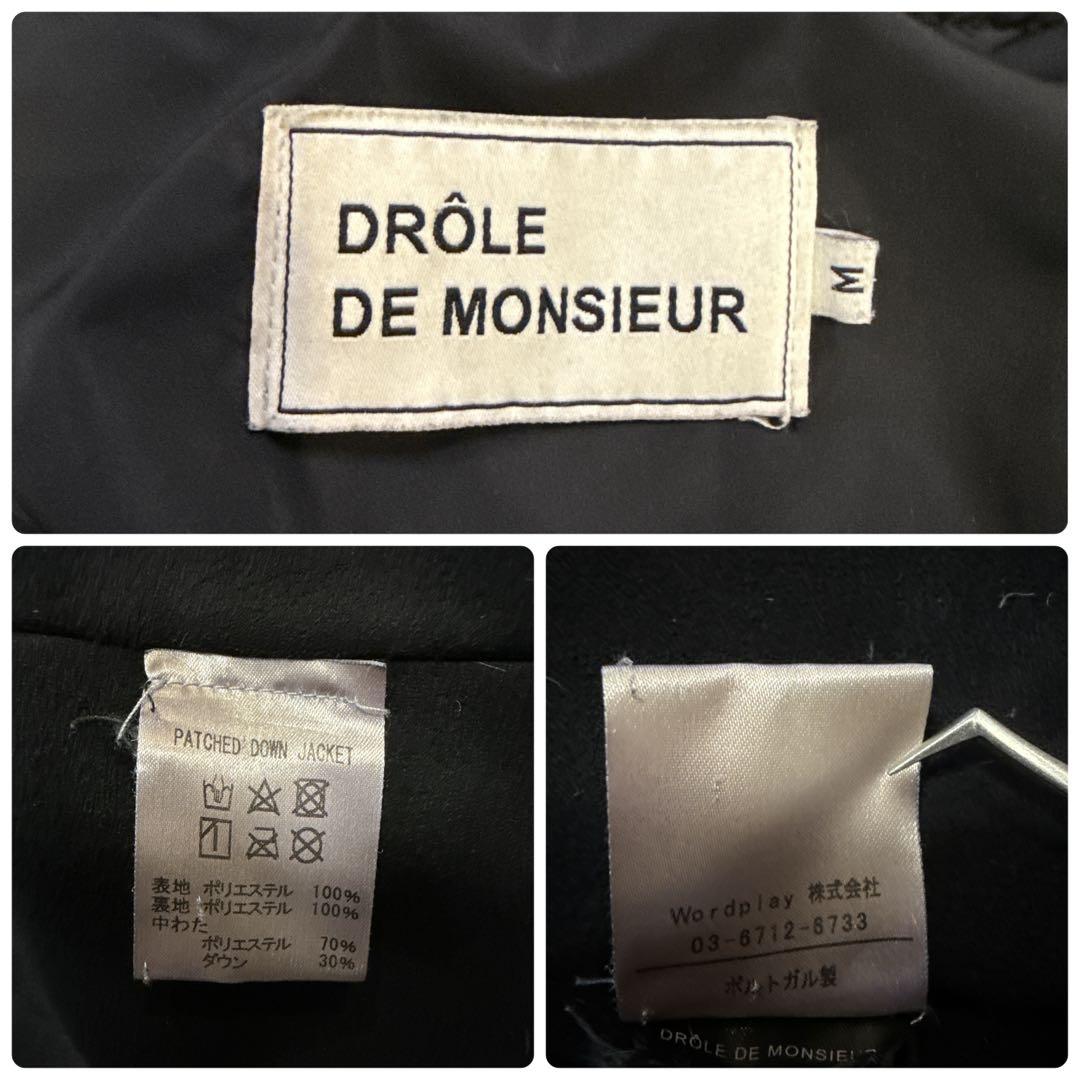 DRÔLE
DE MONSIEUR
M
PATCHED DOWN JACKET
表地 ポリエステル 100%
裏地 ポリエステル 100%
中わた
ポリエステル 70%
ダウン 30%
Wordplay 株式会社
03-6712-6733
ポルトガル製
DRÔLE DE MONSIEUR